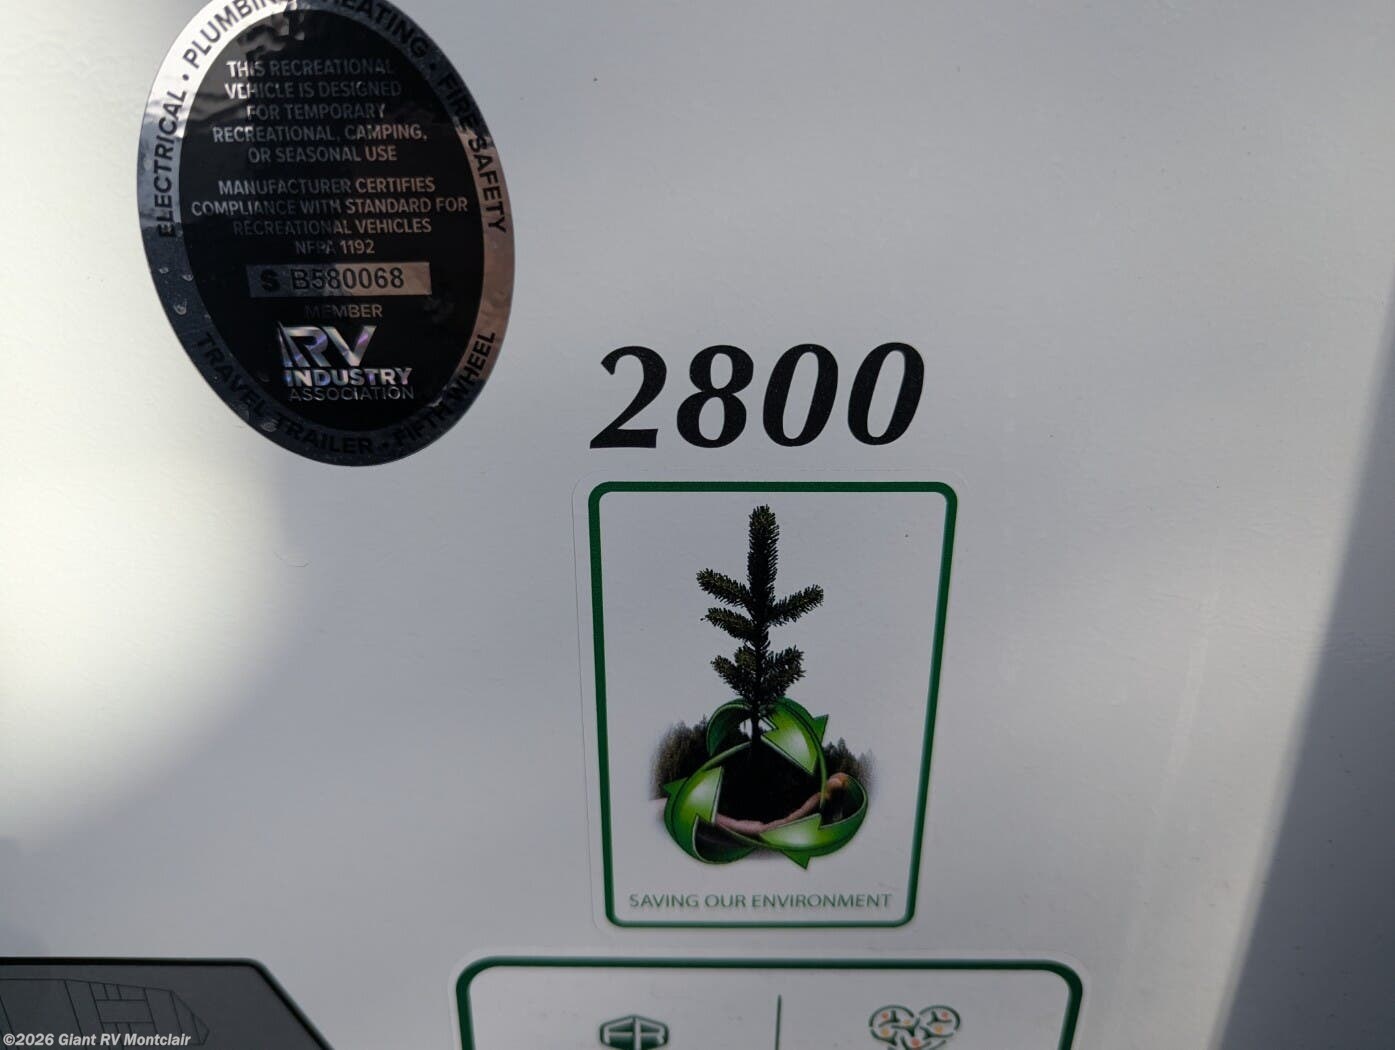 ELECTRICAL • PLUMBING • HEATING • FIRE SAFETY
THIS RECREATIONAL
VEHICLE IS DESIGNED
FOR TEMPORARY
RECREATIONAL, CAMPING,
OR SEASONAL USE
MANUFACTURER CERTIFIES
COMPLIANCE WITH STANDARD FOR
RECREATIONAL VEHICLES
NFPA 1192
S B580068
MEMBER
RV
INDUSTRY
ASSOCIATION
TRAVEL TRAILER • FIFTH WHEEL
2800
SAVING OUR ENVIRONMENT
FR
©2026 Giant RV Montclair